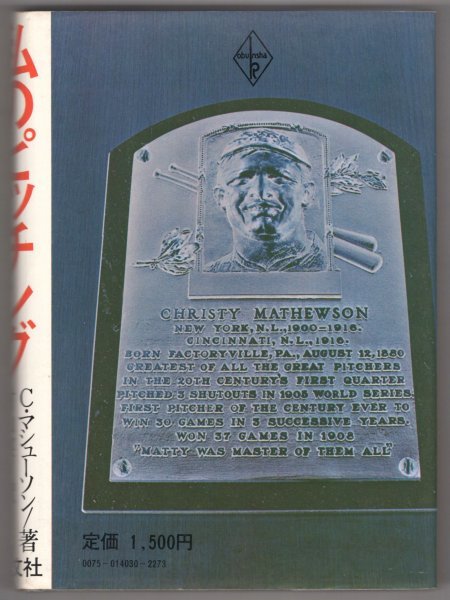 obunsha
CHRISTY MATHEWSON
NEW YORK, N.L., 1900-1916.
CINCINNATI, N.L., 1916.
BORN FACTORYVILLE, PA., AUGUST 12, 1880
GREATEST OF ALL THE GREAT PITCHERS
IN THE 20TH CENTURY'S FIRST QUARTER
PITCHED 3 SHUTOUTS IN 1905 WORLD SERIES.
FIRST PITCHER OF THE CENTURY EVER TO
WIN 30 GAMES IN 3 SUCCESSIVE YEARS.
WON 37 GAMES IN 1908
"MATTY WAS MASTER OF THEM ALL"
定価 1,500円
0075-014030-2273
私のピッチング
C・マシューソン/著
文社